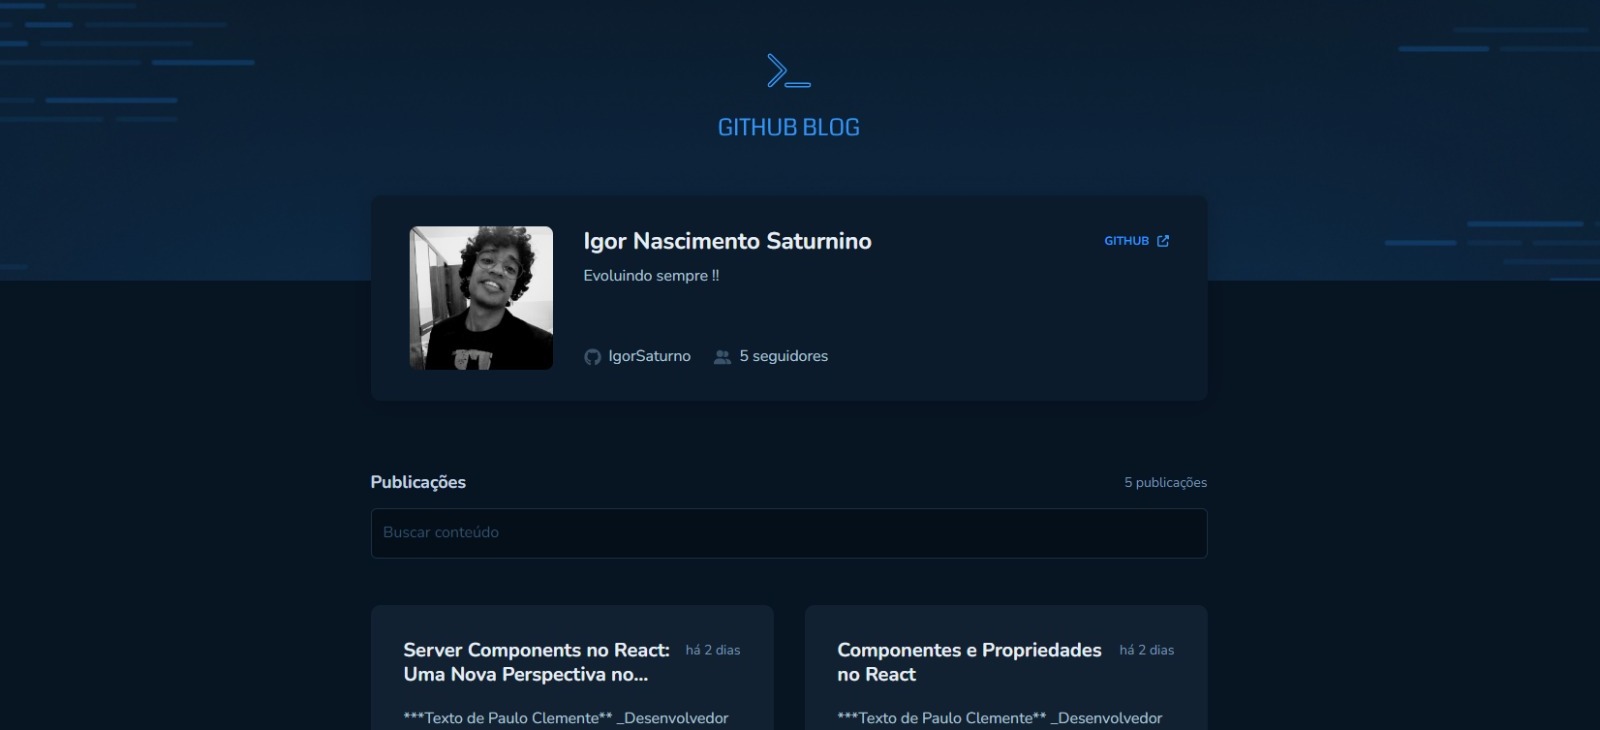 GITHUB BLOG
Igor Nascimento Saturnino
GITHUB
Evoluindo sempre !!
IgorSaturno
5 seguidores
Publicações
5 publicações
Buscar conteúdo
Server Components no React:
Uma Nova Perspectiva no...
há 2 dias
***Texto de Paulo Clemente** _Desenvolvedor
Componentes e Propriedades
no React
há 2 dias
***Texto de Paulo Clemente** _Desenvolvedor